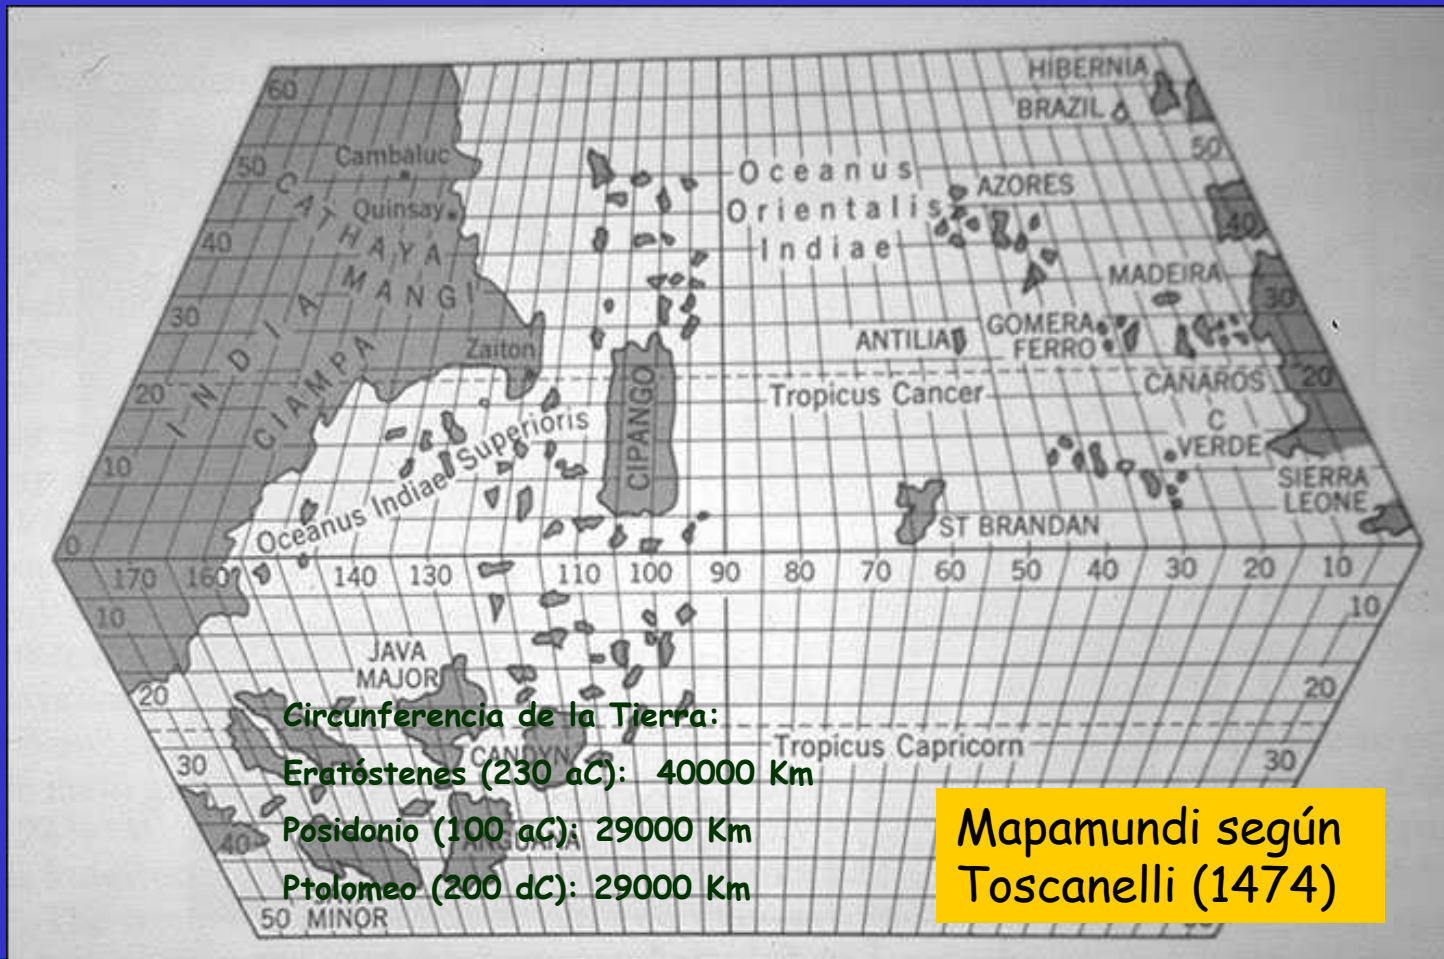 60
HIBERNIA
BRAZIL
50
50
Cambaluc
Oceanus
AZORES
CATHAYA
Quinsay
Orientalis
40
40
Indiae
MANGI
MADEIRA
30
30
INDIA
ANTILIA
GOMERA
FERRO
CIAMPA
Zaiton
20
Tropicus Cancer
CANAROS
20
CIPANGO
C
VERDE
10
Oceanus Indiae Superioris
SIERRA
LEONE
ST BRANDAN
0
170 160 140 130 110 100 90 80 70 60 50 40 30 20 10
10
10
JAVA
MAJOR
20
20
Circunferencia de la Tierra:
CANDYN
Tropicus Capricorn
30
30
Eratóstenes (230 aC): 40000 Km
Posidonio (100 aC): 29000 Km
40
Ptolomeo (200 dC): 29000 Km
50 MINOR
Mapamundi según
Toscanelli (1474)